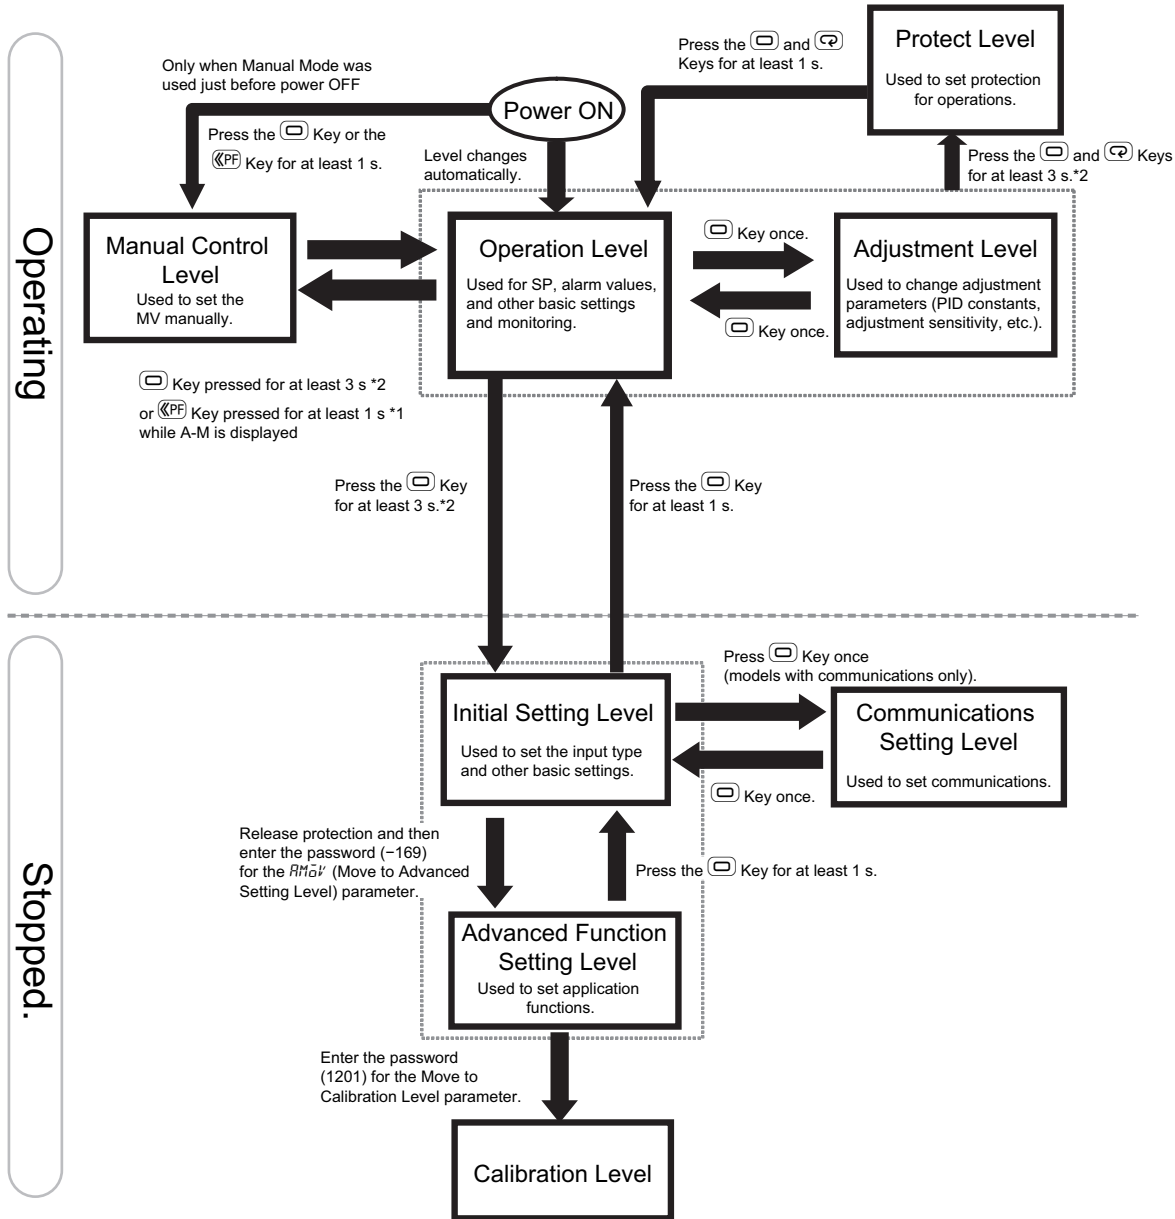 Operating
Only when Manual Mode was
used just before power OFF
Power ON
Press the Key or the
«PF Key for at least 1 s.
Level changes
automatically.
Press the and
Keys for at least 1 s.
Protect Level
Used to set protection
for operations.
Press the and Keys
for at least 3 s.*2
Manual Control
Level
Used to set the
MV manually.
Operation Level
Used for SP, alarm values,
and other basic settings
and monitoring.
Key once.
Key once.
Adjustment Level
Used to change adjustment
parameters (PID constants,
adjustment sensitivity, etc.).
Key pressed for at least 3 s *2
or «PF Key pressed for at least 1 s *1
while A-M is displayed
Press the Key
for at least 3 s.*2
Press the Key
for at least 1 s.
Stopped.
Press Key once
(models with communications only).
Initial Setting Level
Used to set the input type
and other basic settings.
Communications
Setting Level
Used to set communications.
Key once.
Release protection and then
enter the password (−169)
for the AMoV (Move to Advanced
Setting Level) parameter.
Press the Key for at least 1 s.
Advanced Function
Setting Level
Used to set application
functions.
Enter the password
(1201) for the Move to
Calibration Level parameter.
Calibration Level